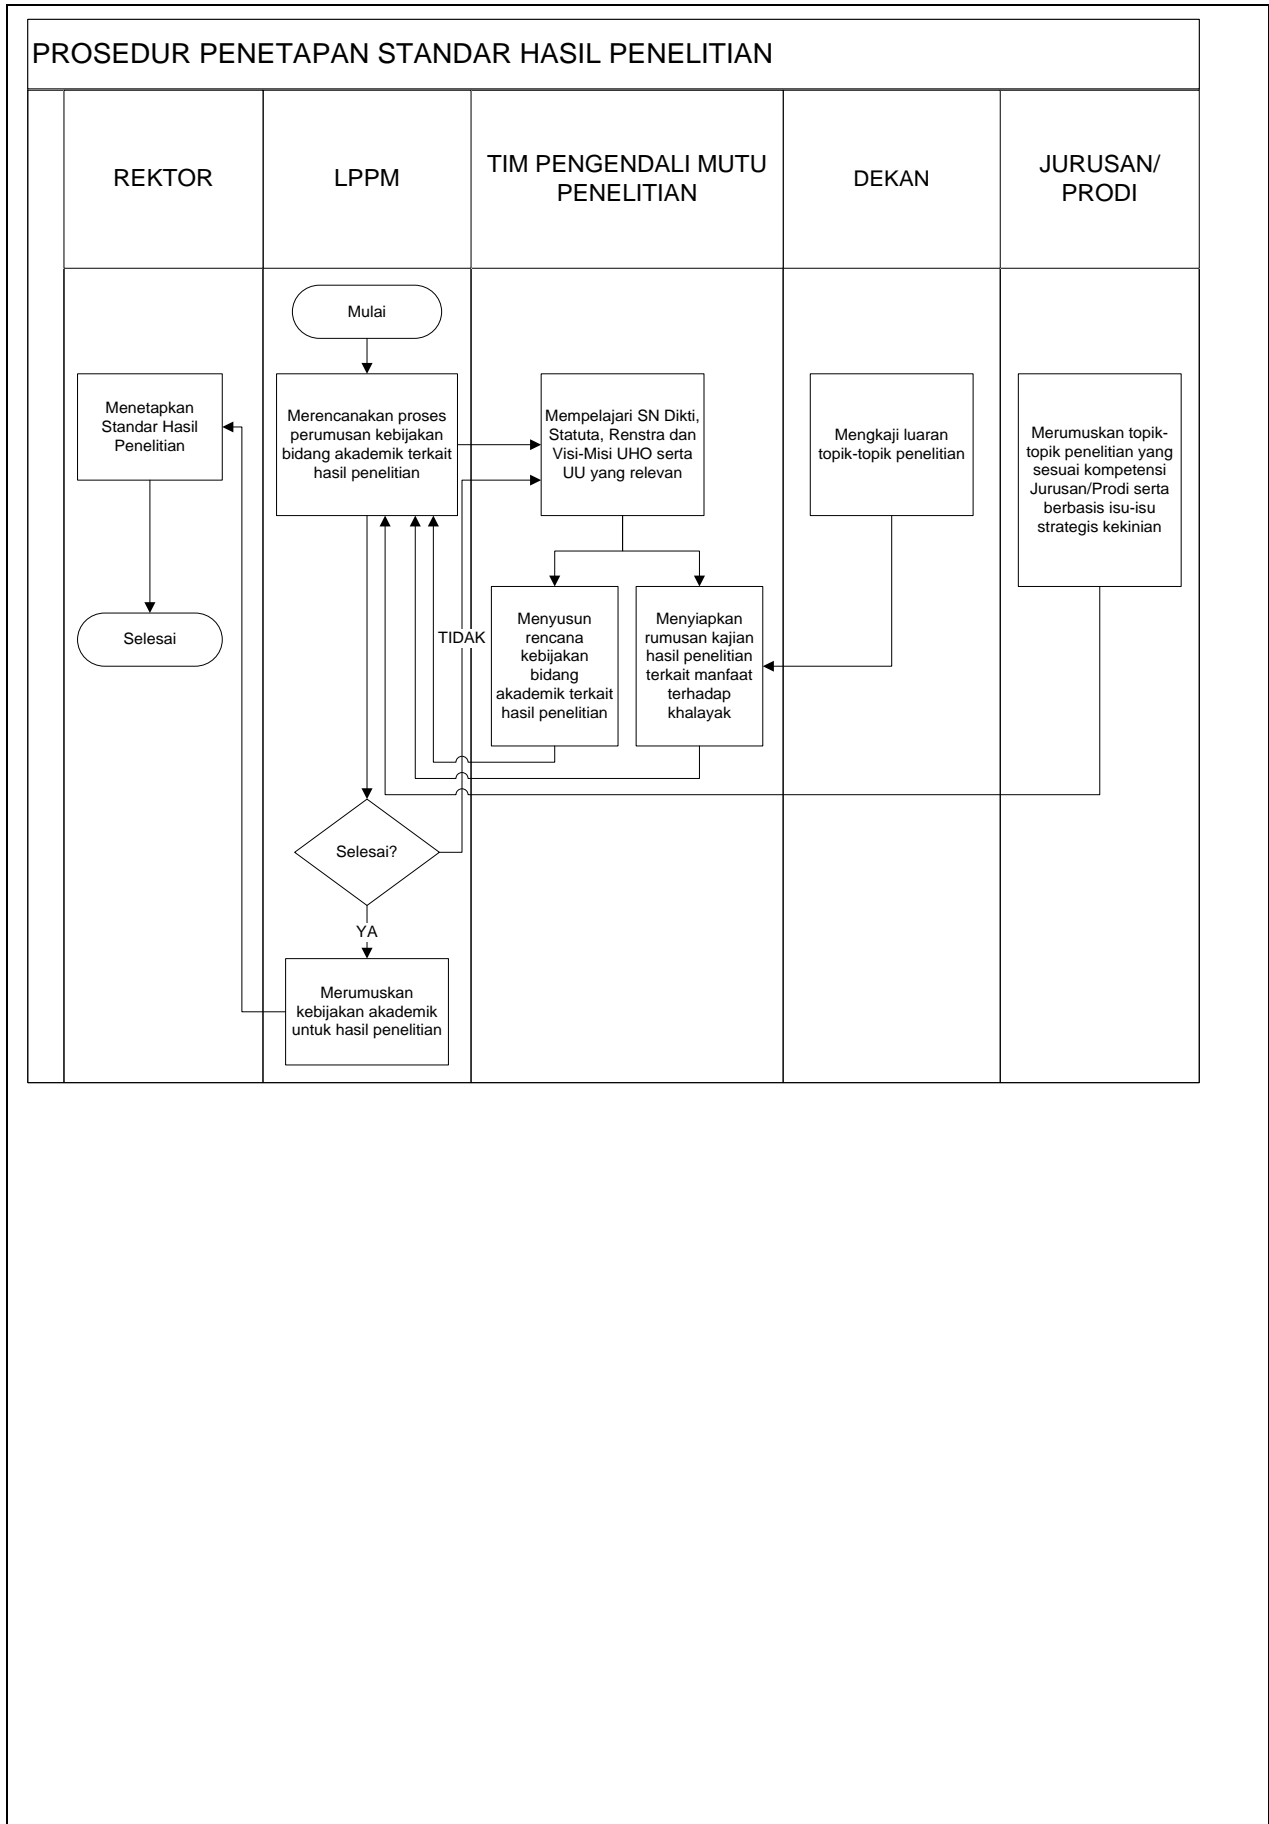 PROSEDUR PENETAPAN STANDAR HASIL PENELITIAN
REKTOR
LPPM
TIM PENGENDALI MUTU
PENELITIAN
DEKAN
JURUSAN/
PRODI
Mulai
Menetapkan
Standar Hasil
Penelitian
Merencanakan proses
perumusan kebijakan
bidang akademik terkait
hasil penelitian
Mempelajari SN Dikti,
Statuta, Renstra dan
Visi-Misi UHO serta
UU yang relevan
Mengkaji luaran
topik-topik penelitian
Merumuskan topik-
topik penelitian yang
sesuai kompetensi
Jurusan/Prodi serta
berbasis isu-isu
strategis kekinian
Selesai
TIDAK
Menyusun
rencana
kebijakan
bidang
akademik terkait
hasil penelitian
Menyiapkan
rumusan kajian
hasil penelitian
terkait manfaat
terhadap
khalayak
Selesai?
YA
Merumuskan
kebijakan akademik
untuk hasil penelitian